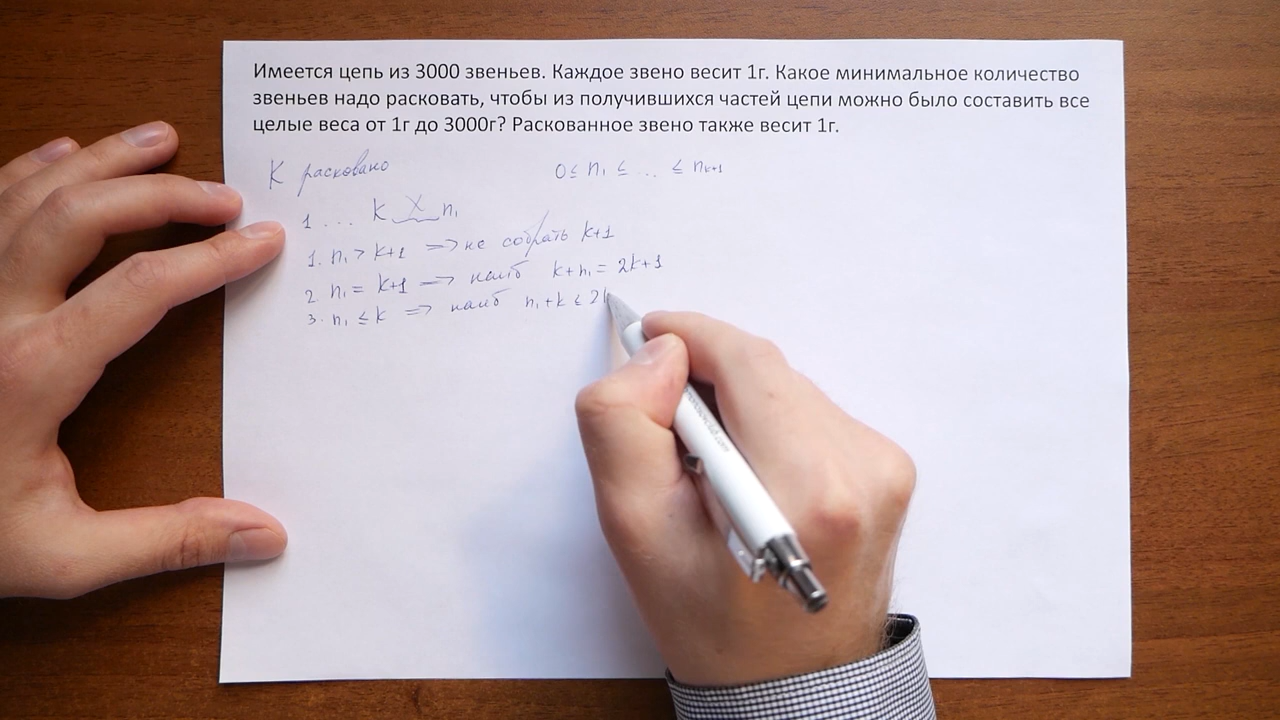 Имеется цепь из 3000 звеньев. Каждое звено весит 1г. Какое минимальное количество
звеньев надо расковать, чтобы из получившихся частей цепи можно было составить все
целые веса от 1г до 3000г? Раскованное звено также весит 1г.
K расковано 0 ≤ n₁ ≤ ... ≤ nₖ₊₁
1 ... k X n₁
1. n₁ > k+1 => не собрать k+1
2. n₁ = k+1 => наиб k+n₁ = 2k+1
3. n₁ ≤ k => наиб n₁+k ≤ 2k